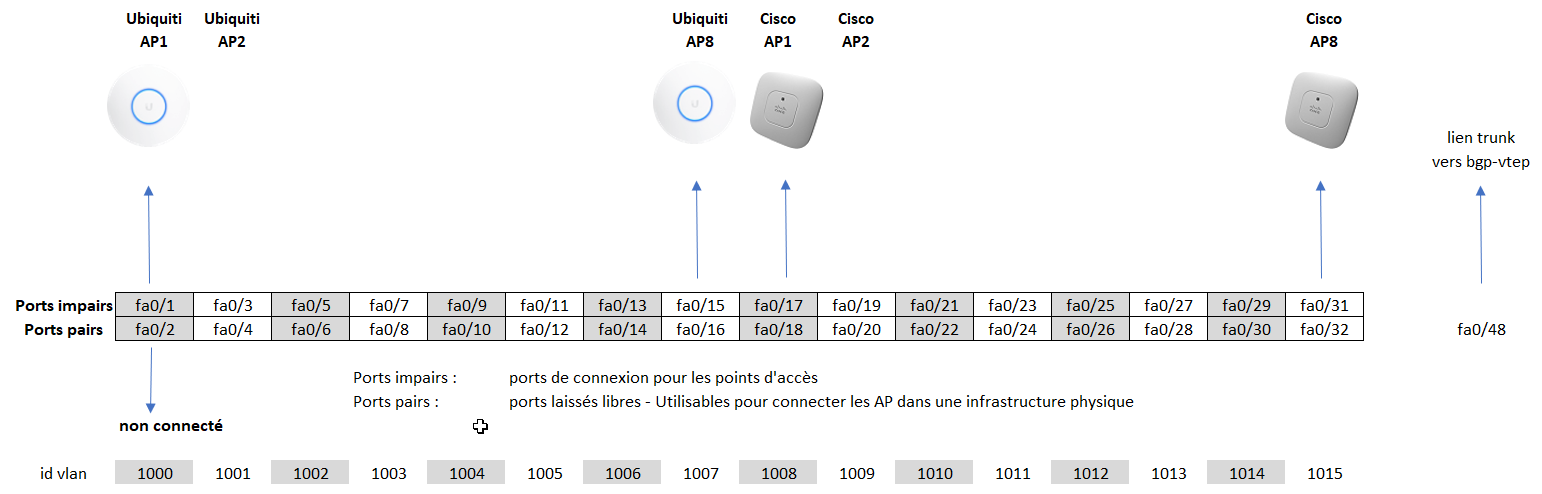 Ubiquiti Ubiquiti Ubiquiti Cisco Cisco Cisco
AP1 AP2 AP8 AP1 AP2 AP8
lien trunk
vers bgp-vtep
Ports impairs fa0/1 fa0/3 fa0/5 fa0/7 fa0/9 fa0/11 fa0/13 fa0/15 fa0/17 fa0/19 fa0/21 fa0/23 fa0/25 fa0/27 fa0/29 fa0/31
Ports pairs fa0/2 fa0/4 fa0/6 fa0/8 fa0/10 fa0/12 fa0/14 fa0/16 fa0/18 fa0/20 fa0/22 fa0/24 fa0/26 fa0/28 fa0/30 fa0/32 fa0/48
Ports impairs : ports de connexion pour les points d'accès
Ports pairs : ports laissés libres - Utilisables pour connecter les AP dans une infrastructure physique
non connecté
id vlan 1000 1001 1002 1003 1004 1005 1006 1007 1008 1009 1010 1011 1012 1013 1014 1015